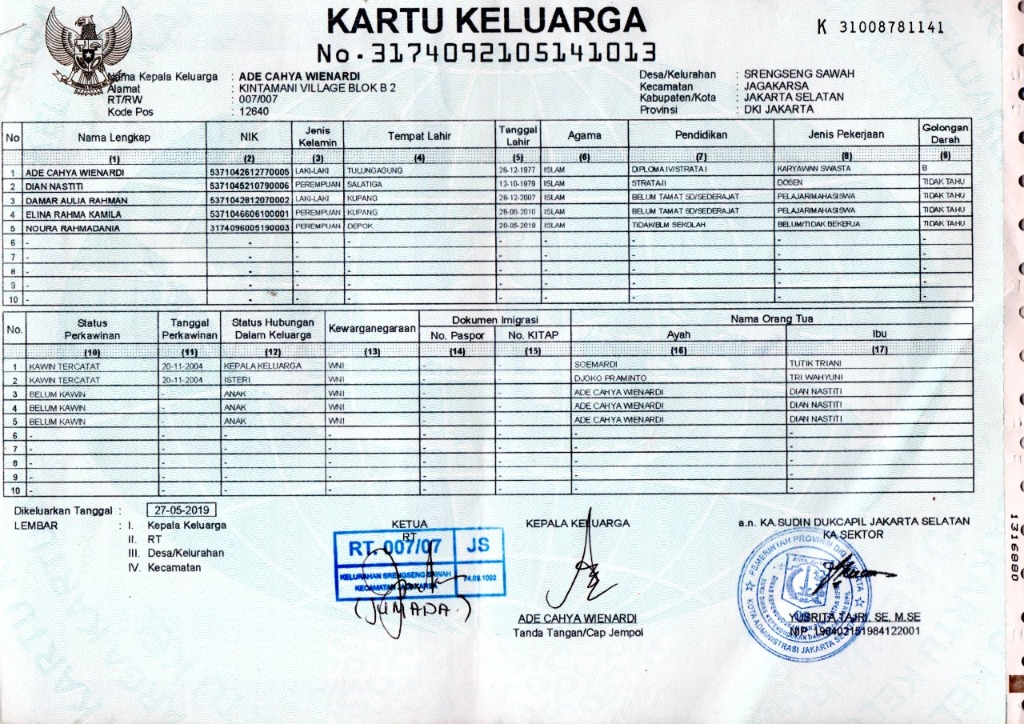 KARTU KELUARGA
No. 3174092105141013
K 31008781141
Nama Kepala Keluarga : ADE CAHYA WIENARDI
Alamat : KINTAMANI VILLAGE BLOK B 2
RT/RW : 007/007
Kode Pos : 12640
Desa/Kelurahan : SRENGSENG SAWAH
Kecamatan : JAGAKARSA
Kabupaten/Kota : JAKARTA SELATAN
Provinsi : DKI JAKARTA
No Nama Lengkap NIK Jenis Kelamin Tempat Lahir Tanggal Lahir Agama Pendidikan Jenis Pekerjaan Golongan Darah
(1) (2) (3) (4) (5) (6) (7) (8) (9)
1 ADE CAHYA WIENARDI 5371042612770005 LAKI-LAKI TULUNGAGUNG 26-12-1977 ISLAM DIPLOMA IV/STRATA I KARYAWAN SWASTA B
2 DIAN NASTITI 5371045210790006 PEREMPUAN SALATIGA 12-10-1979 ISLAM STRATA II DOSEN TIDAK TAHU
3 DAMAR AULIA RAHMAN 5371042612070002 LAKI-LAKI KUPANG 26-12-2007 ISLAM BELUM TAMAT SD/SEDERAJAT PELAJAR/MAHASISWA TIDAK TAHU
4 ELINA RAHMA KAMILA 5371046606100001 PEREMPUAN KUPANG 26-06-2010 ISLAM BELUM TAMAT SD/SEDERAJAT PELAJAR/MAHASISWA TIDAK TAHU
5 NOURA RAHMADANIA 3174096005190003 PEREMPUAN DEPOK 20-05-2019 ISLAM TIDAK/BLM SEKOLAH BELUM/TIDAK BEKERJA TIDAK TAHU
6 - - - - - - - - -
7 - - - - - - - - -
8 - - - - - - - - -
9 - - - - - - - - -
10 - - - - - - - - -
No. Status Perkawinan Tanggal Perkawinan Status Hubungan Dalam Keluarga Kewarganegaraan Dokumen Imigrasi Nama Orang Tua
No. Paspor No. KITAP Ayah Ibu
(10) (11) (12) (13) (14) (15) (16) (17)
1 KAWIN TERCATAT 20-11-2004 KEPALA KELUARGA WNI - - SOEMARDI TUTIK TRIANI
2 KAWIN TERCATAT 20-11-2004 ISTERI WNI - - DJOKO PRAMINTO TRI WAHYUNI
3 BELUM KAWIN - ANAK WNI - - ADE CAHYA WIENARDI DIAN NASTITI
4 BELUM KAWIN - ANAK WNI - - ADE CAHYA WIENARDI DIAN NASTITI
5 BELUM KAWIN - ANAK WNI - - ADE CAHYA WIENARDI DIAN NASTITI
6 - - - - - - - -
7 - - - - - - - -
8 - - - - - - - -
9 - - - - - - - -
10 - - - - - - - -
Dikeluarkan Tanggal : 27-05-2019
LEMBAR : I. Kepala Keluarga
II. RT
III. Desa/Kelurahan
IV. Kecamatan
KETUA
RT
RT 007/07 JS
KELURAHAN SRENGSENG SAWAH
KECAMATAN JAGAKARSA
74.09.1002
(JUMADA.)
KEPALA KELUARGA
ADE CAHYA WIENARDI
Tanda Tangan/Cap Jempol
a.n. KA.SUDIN DUKCAPIL JAKARTA SELATAN
KA SEKTOR
PEMERINTAH PROVINSI DKI
KOTA ADMINISTRASI JAKARTA SELATAN
YUSRITA TAJRI, SE, M.SE
NIP. 196403151984122001
1316880